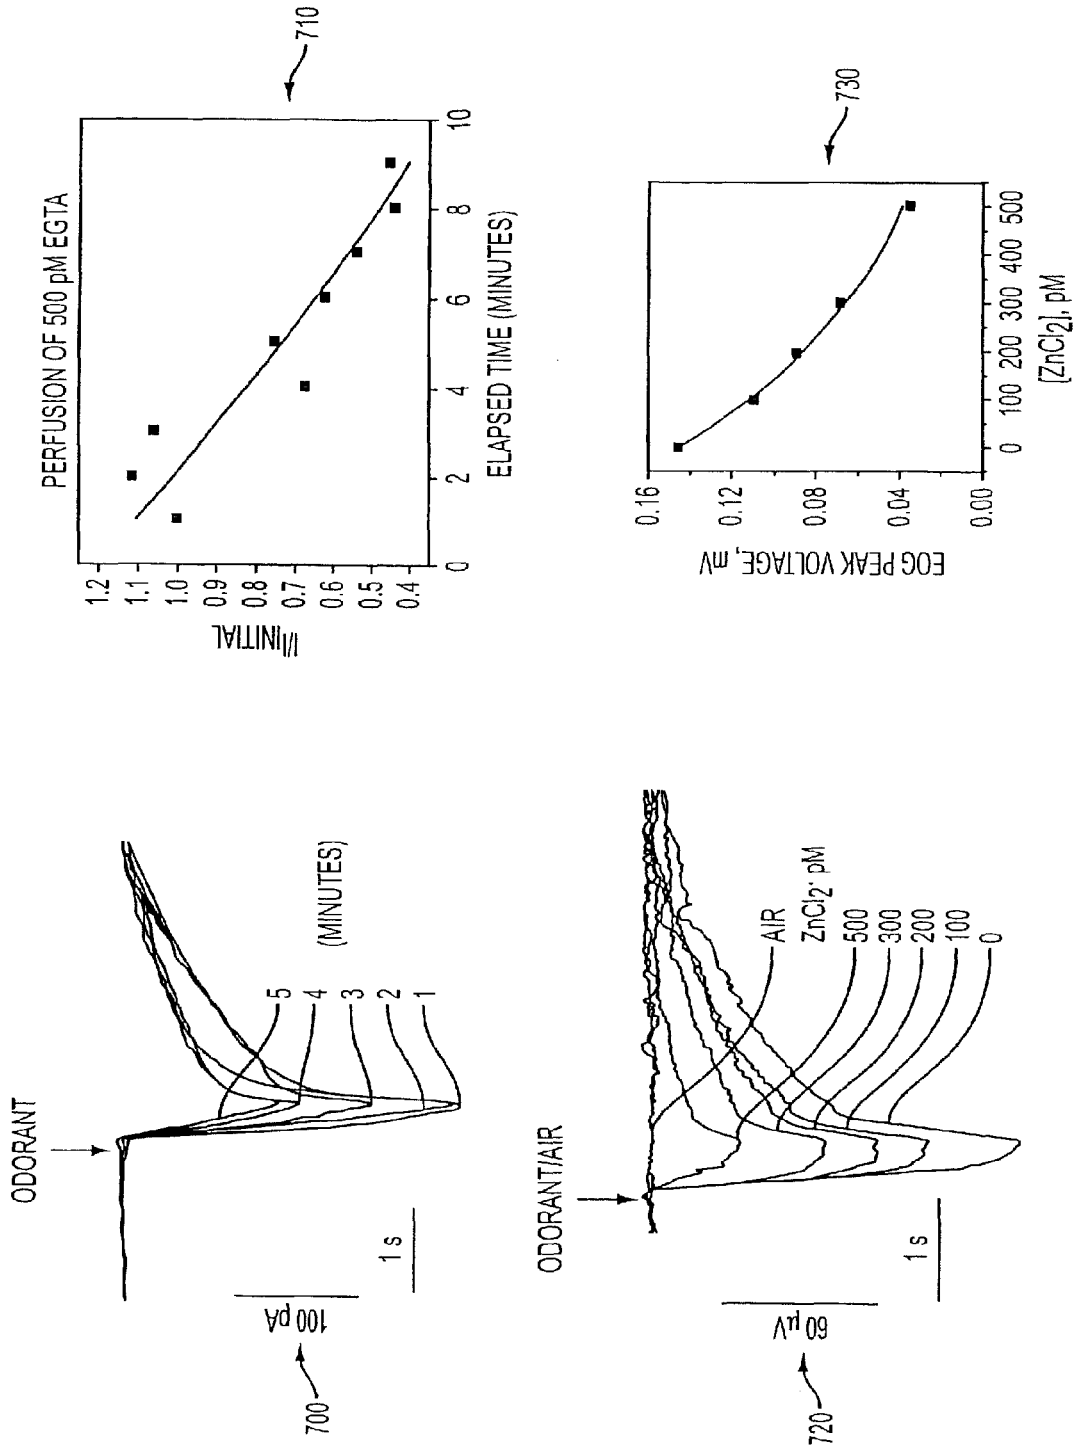 ODORANT
100 pA
1 s
5
4
3
2
1
(MINUTES)
700
PERFUSION OF 500 pM EGTA
I/INITIAL
1.2
1.1
1.0
0.9
0.8
0.7
0.6
0.5
0.4
0 2 4 6 8 10
ELAPSED TIME (MINUTES)
710
ODORANT/AIR
60 μV
1 s
AIR
ZnCl2, pM
500
300
200
100
0
720
EOG PEAK VOLTAGE, mV
0.16
0.12
0.08
0.04
0.00
0 100 200 300 400 500
[ZnCl2], pM
730